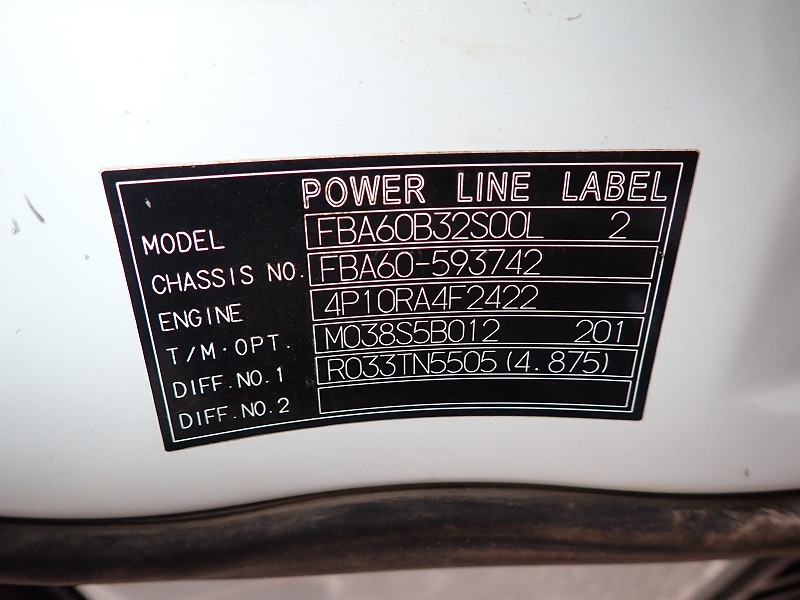 POWER LINE LABEL
MODEL FBA60B32S00L 2
CHASSIS NO. FBA60-593742
ENGINE 4P10RA4F2422
T/M·OPT. M038S5B012 201
DIFF.NO.1 R033TN5505(4.875)
DIFF.NO.2